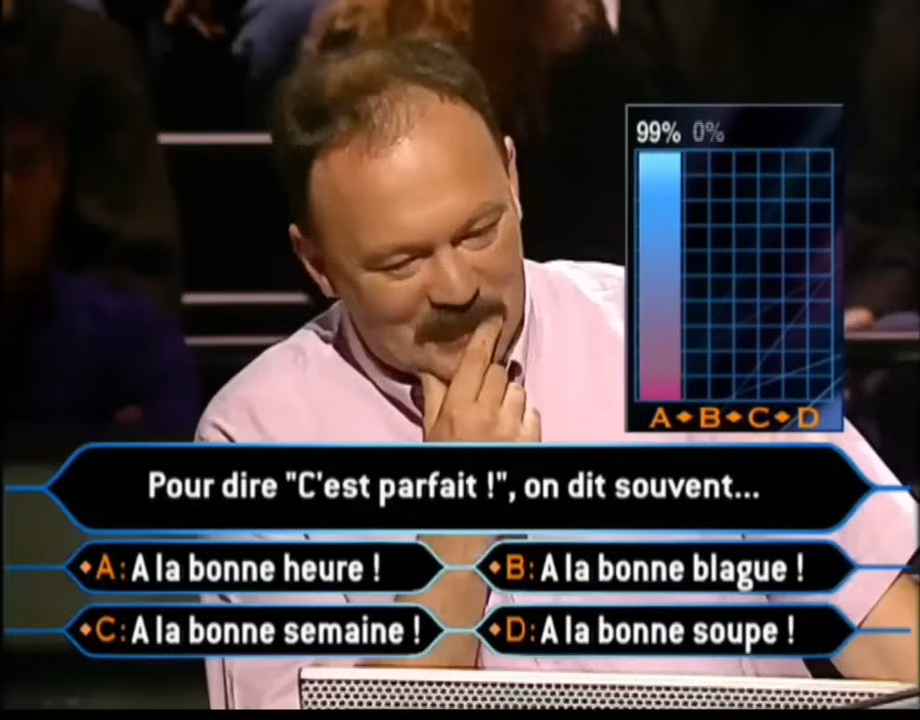 99% 0%
A B C D
Pour dire "C'est parfait !", on dit souvent...
A: A la bonne heure !
B: A la bonne blague !
C: A la bonne semaine !
D: A la bonne soupe !